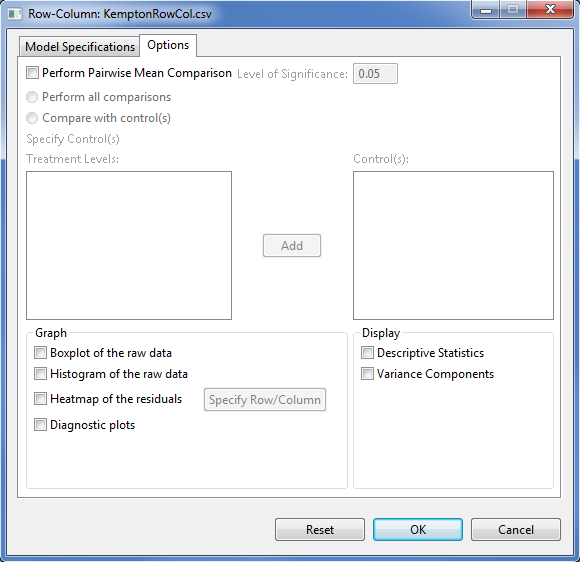 Row-Column: KemptonRowCol.csv
Model Specifications Options
Perform Pairwise Mean Comparison Level of Significance: 0.05
Perform all comparisons
Compare with control(s)
Specify Control(s)
Treatment Levels: Control(s):
Add
Graph Display
Boxplot of the raw data Descriptive Statistics
Histogram of the raw data Variance Components
Heatmap of the residuals Specify Row/Column
Diagnostic plots
Reset OK Cancel